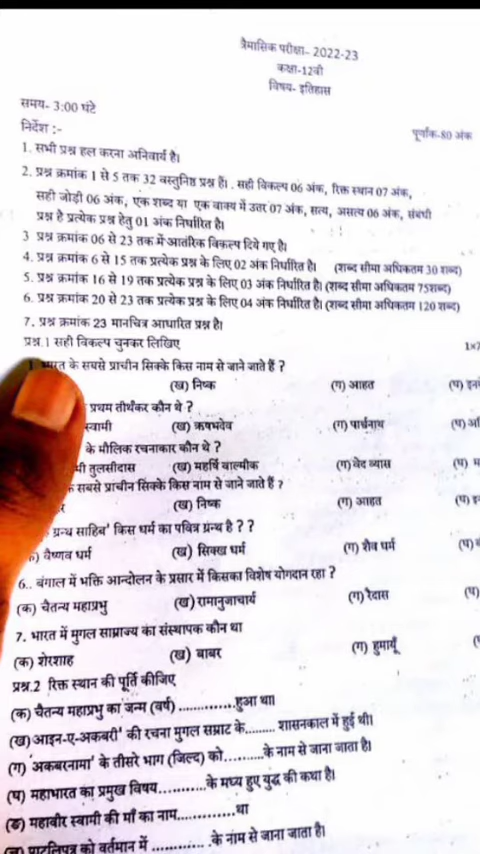 त्रैमासिक परीक्षा- 2022-23
कक्षा-12वी
विषय- इतिहास
समय- 3:00 घंटे
निर्देश :-
पूर्णांक-80 अंक
1. सभी प्रश्न हल करना अनिवार्य है।
2. प्रश्न क्रमांक 1 से 5 तक 32 वस्तुनिष्ठ प्रश्न हैं। . सही विकल्प 06 अंक, रिक्त स्थान 07 अंक,
सही जोड़ी 06 अंक, एक शब्द या एक वाक्य में उत्तर 07 अंक, सत्य, असत्य 06 अंक, संबंधी
प्रश्न है प्रत्येक प्रश्न हेतु 01 अंक निर्धारित है।
3 प्रश्न क्रमांक 06 से 23 तक में आतंरिक विकल्प दिये गए है।
4. प्रश्न क्रमांक 6 से 15 तक प्रत्येक प्रश्न के लिए 02 अंक निर्धारित है। (शब्द सीमा अधिकतम 30 शब्द)
5. प्रश्न क्रमांक 16 से 19 तक प्रत्येक प्रश्न के लिए 03 अंक निर्धारित है। (शब्द सीमा अधिकतम 75शब्द)
6. प्रश्न क्रमांक 20 से 23 तक प्रत्येक प्रश्न के लिए 04 अंक निर्धारित है। (शब्द सीमा अधिकतम 120 शब्द)
7. प्रश्न क्रमांक 23 मानचित्र आधारित प्रश्न है।
प्रश्न.1 सही विकल्प चुनकर लिखिए 1×7
1. भारत के सबसे प्राचीन सिक्के किस नाम से जाने जाते हैं ?
(ख) निष्क (ग) आहत (घ) इन
प्रथम तीर्थंकर कौन थे ?
स्वामी (ख) ऋषभदेव (ग) पार्श्वनाथ (घ)
के मौलिक रचनाकार कौन थे ?
मी तुलसीदास (ख) महर्षि वाल्मीक (ग) वेद व्यास (घ) म
के सबसे प्राचीन सिक्के किस नाम से जाने जाते हैं ?
(ख) निष्क (ग) आहत (घ) इ
ग्रन्थ साहिब' किस धर्म का पवित्र ग्रन्थ है ? ?
वैष्णव धर्म (ख) सिक्ख धर्म (ग) शैव धर्म (घ)
6.. बंगाल में भक्ति आन्दोलन के प्रसार में किसका विशेष योगदान रहा ?
(क) चैतन्य महाप्रभु (ख) रामानुजाचार्य (ग) रैदास (घ)
7. भारत में मुगल साम्राज्य का संस्थापक कौन था
(क) शेरशाह (ख) बाबर (ग) हुमायूँ
प्रश्न.2 रिक्त स्थान की पूर्ति कीजिए
(क) चैतन्य महाप्रभु का जन्म (वर्ष) ..............हुआ था।
(ख) आइन-ए-अकबरी' की रचना मुगल सम्राट के......... शासनकाल में हुई थी।
(ग) 'अकबरनामा' के तीसरे भाग (जिल्द) को...........के नाम से जाना जाता है।
(घ) महाभारत का प्रमुख विषय............के मध्य हुए युद्ध की कथा है।
(ङ) महावीर स्वामी की माँ का नाम..............था
(च) पाटलिपुत्र को वर्तमान में ............ .के नाम से जाना जाता है।